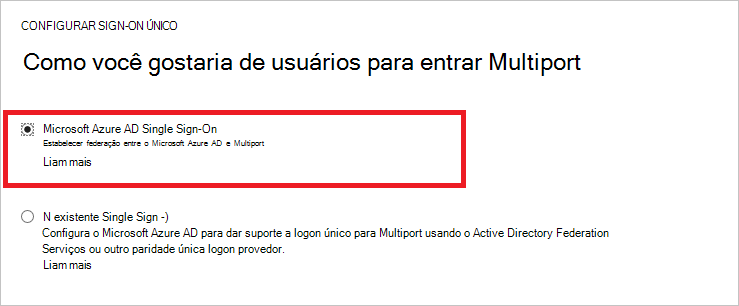 CONFIGURAR SIGN-ON ÚNICO
Como você gostaria de usuários para entrar Multiport
Microsoft Azure AD Single Sign-On
Estabelecer federação entre o Microsoft Azure AD e Multiport
Liam mais
N existente Single Sign -)
Configura o Microsoft Azure AD para dar suporte a logon único para Multiport usando o Active Directory Federation
Serviços ou outro paridade única logon provedor.
Liam mais